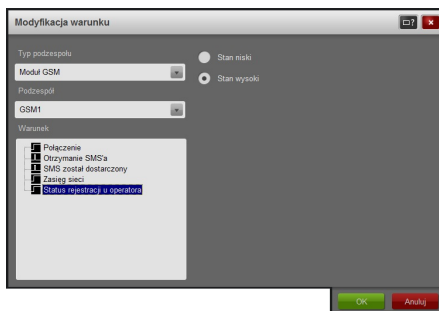 Modyfikacja warunku
Typ podzespołu
Moduł GSM
Podzespół
GSM1
Warunek
Połączenie
Otrzymanie SMS'a
SMS został dostarczony
Zasięg sieci
Status rejestracji u operatora
Stan niski
Stan wysoki
OK
Anuluj